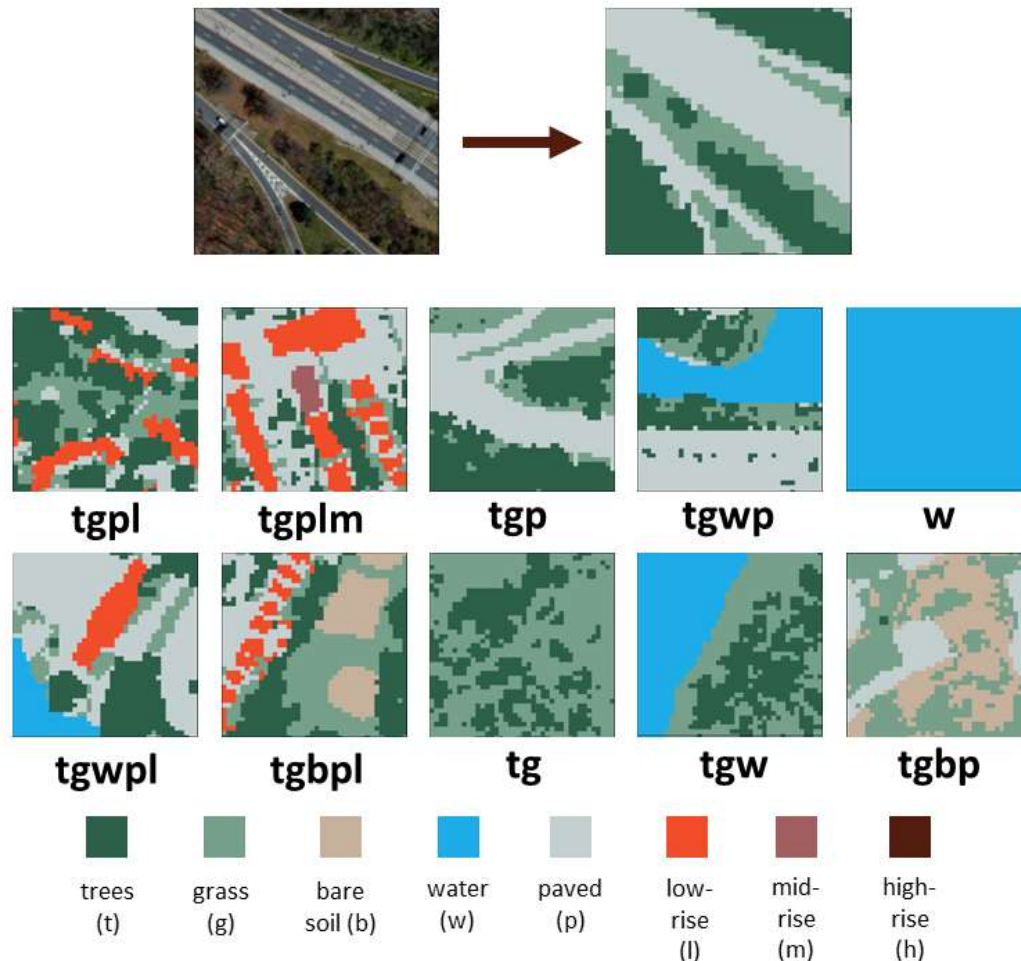 tgpl tgplm tgp tgwp w
tgwpl tgbpl tg tgw tgbp
trees grass bare water paved low- mid- high-
(t) (g) soil (b) (w) (p) rise rise rise
(l) (m) (h)